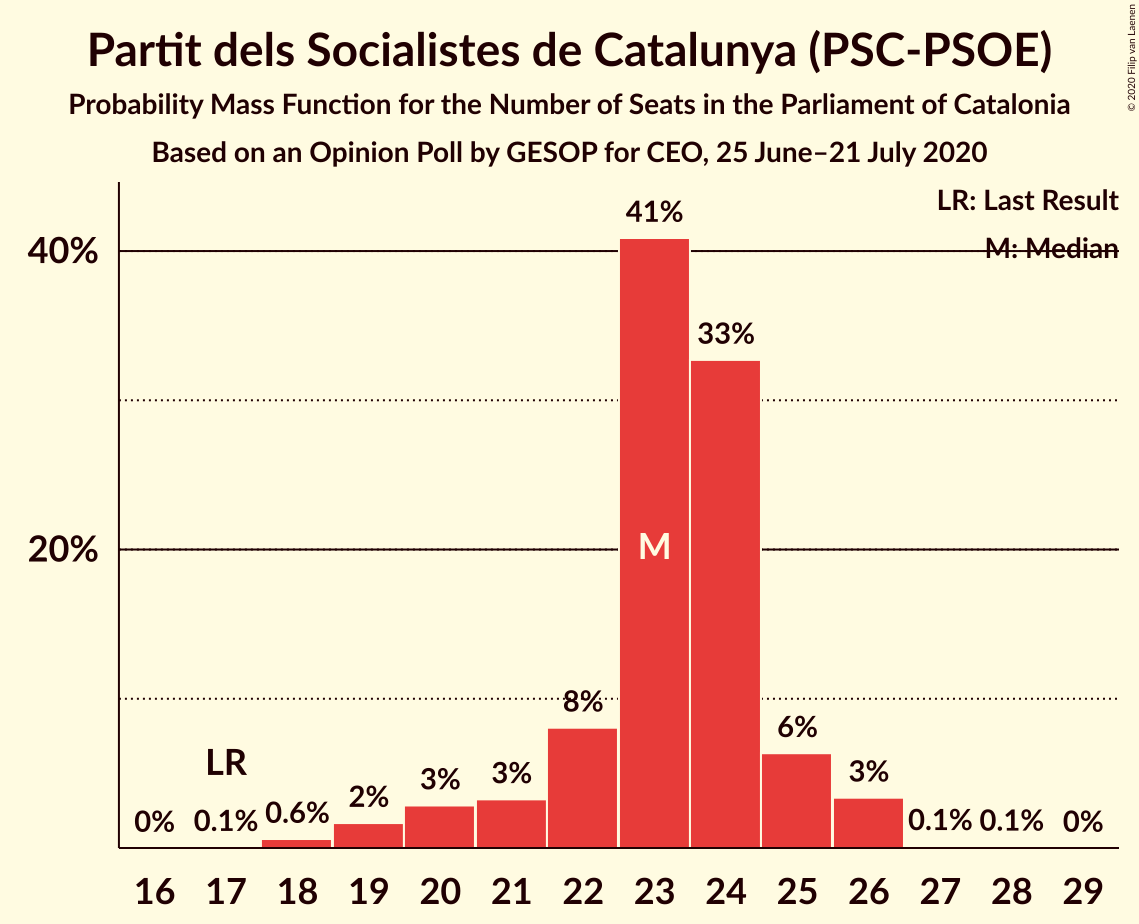 Partit dels Socialistes de Catalunya (PSC-PSOE)
Probability Mass Function for the Number of Seats in the Parliament of Catalonia
Based on an Opinion Poll by GESOP for CEO, 25 June–21 July 2020
© 2020 Filip van Laenen
LR: Last Result
M: Median
40%
20%
0%
0.1%
LR
0.6%
2%
3%
3%
8%
41%
M
33%
6%
3%
0.1%
0.1%
0%
16 17 18 19 20 21 22 23 24 25 26 27 28 29